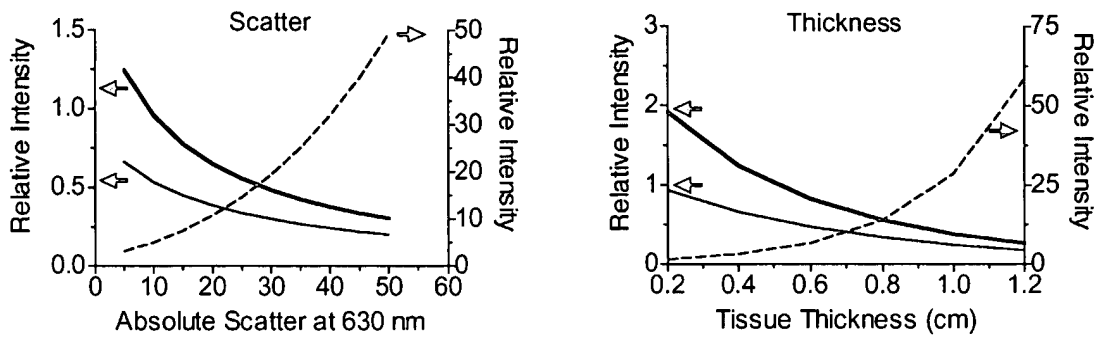 Scatter
Relative Intensity
1.5
1.0
0.5
0.0
50
40
30
20
10
0
Relative Intensity
0 10 20 30 40 50 60
Absolute Scatter at 630 nm
Thickness
Relative Intensity
3
2
1
0
75
50
25
0
Relative Intensity
0.2 0.4 0.6 0.8 1.0 1.2
Tissue Thickness (cm)